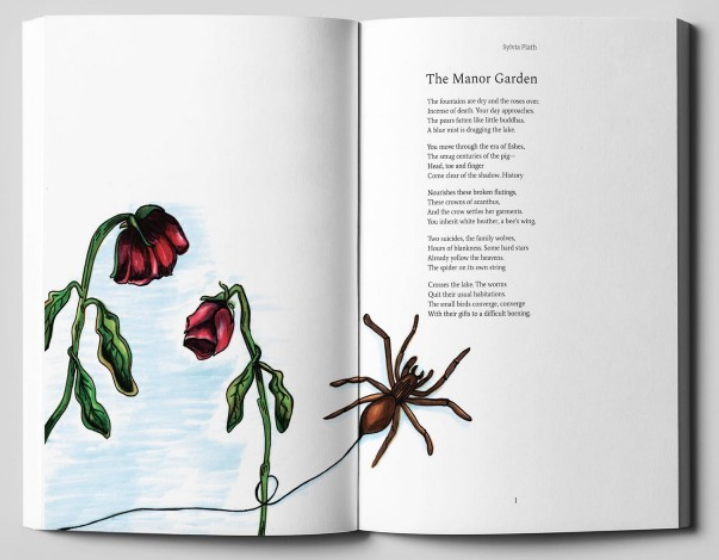 Sylvia Plath
The Manor Garden
The fountains are dry and the roses over.
Incense of death. Your day approaches.
The pears fatten like little buddhas.
A blue mist is dragging the lake.
You move through the era of fishes,
The smug centuries of the pig—
Head, toe and finger
Come clear of the shadow. History
Nourishes these broken flutings,
These crowns of acanthus,
And the crow settles her garments.
You inherit white heather, a bee's wing,
Two suicides, the family wolves,
Hours of blankness. Some hard stars
Already yellow the heavens.
The spider on its own string
Crosses the lake. The worms
Quit their usual habitations.
The small birds converge, converge
With their gifts to a difficult borning.
1